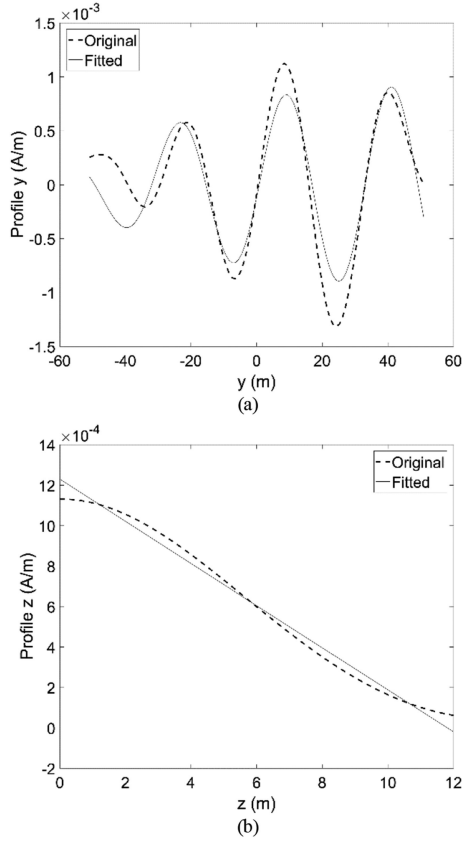 ×10⁻³
1.5
Original
Fitted
1
0.5
0
-0.5
-1
-1.5
Profile y (A/m)
-60 -40 -20 0 20 40 60
y (m)
(a)
×10⁻⁴
14
Original
Fitted
12
10
8
6
4
2
0
-2
Profile z (A/m)
0 2 4 6 8 10 12
z (m)
(b)